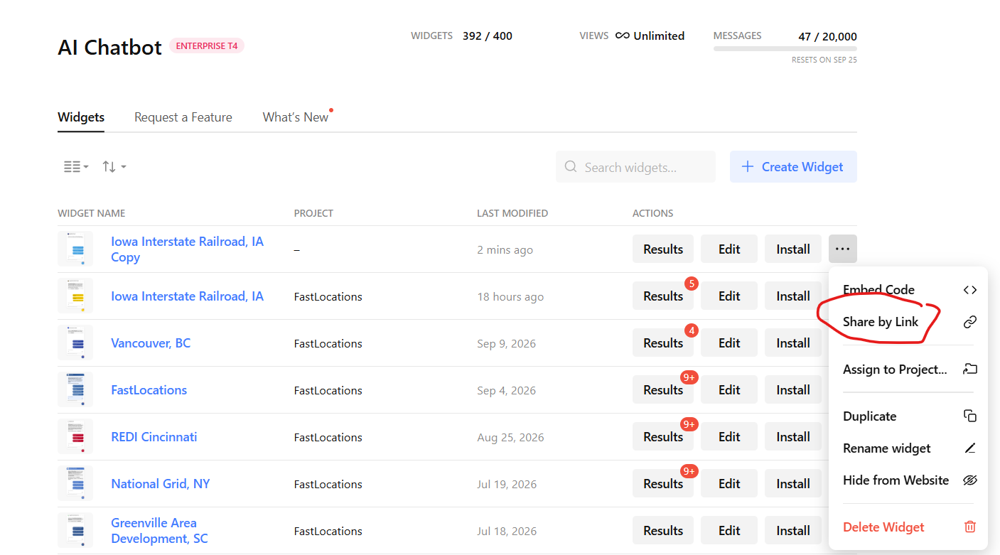 AI Chatbot ENTERPRISE T4
WIDGETS 392 / 400
VIEWS Unlimited
MESSAGES 47 / 20,000
RESETS ON SEP 25
Widgets Request a Feature What's New
Search widgets...
Create Widget
WIDGET NAME PROJECT LAST MODIFIED ACTIONS
Iowa Interstate Railroad, IA
Copy
– 2 mins ago Results Edit Install
Iowa Interstate Railroad, IA FastLocations 18 hours ago Results 5 Edit Install
Vancouver, BC FastLocations Sep 9, 2026 Results 4 Edit Install
FastLocations FastLocations Sep 4, 2026 Results 9+ Edit Install
REDI Cincinnati FastLocations Aug 25, 2026 Results 9+ Edit Install
National Grid, NY FastLocations Jul 19, 2026 Results 9+ Edit Install
Greenville Area
Development, SC
FastLocations Jul 18, 2026 Results Edit Install
Embed Code
Share by Link
Assign to Project...
Duplicate
Rename widget
Hide from Website
Delete Widget